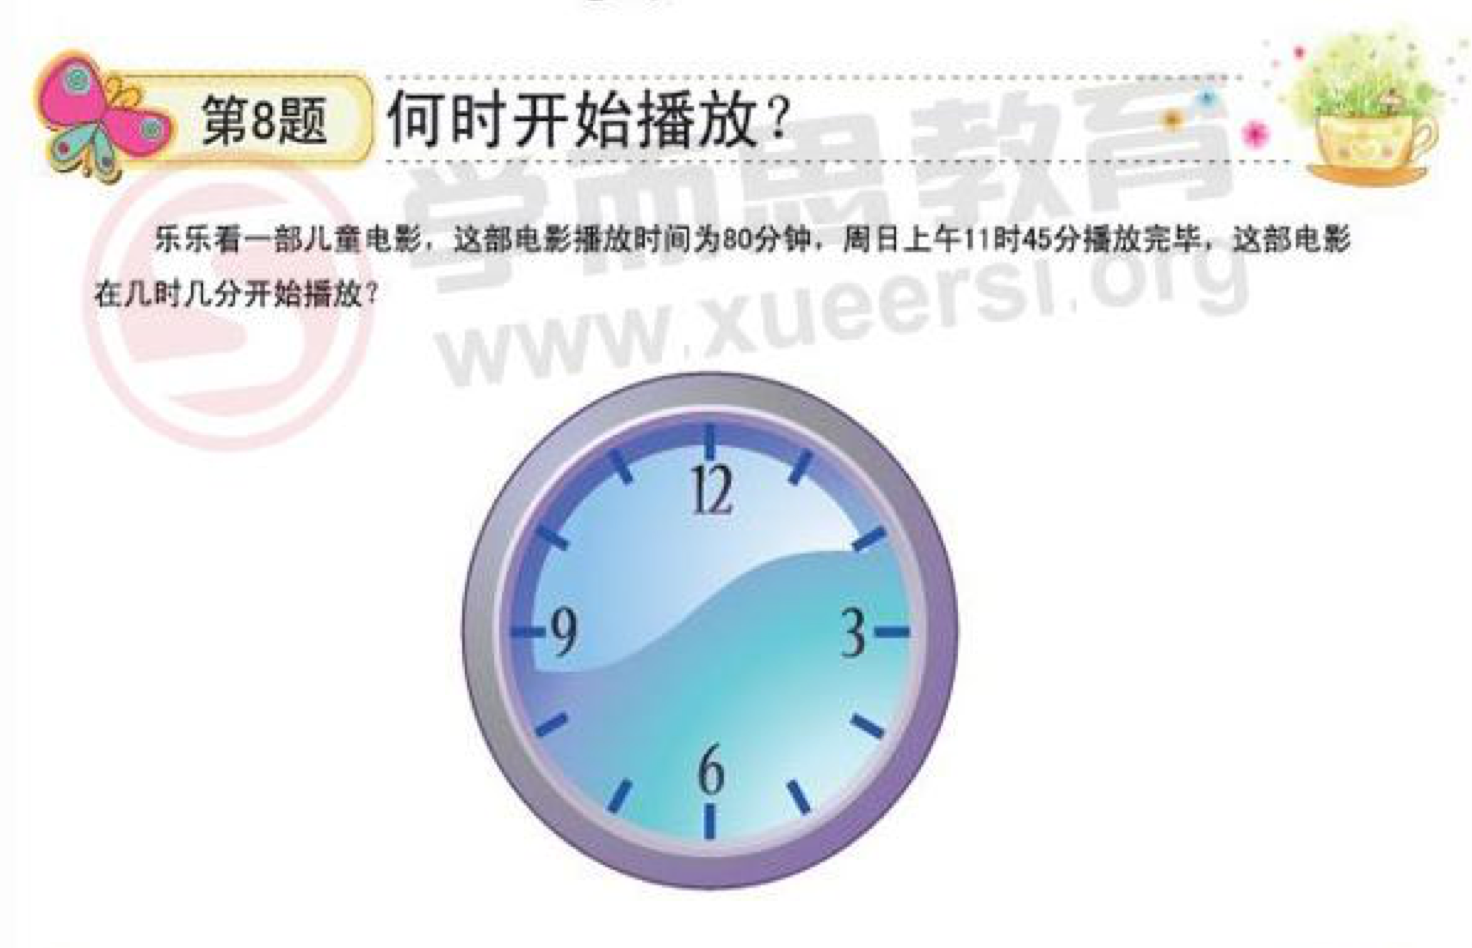 第8题 何时开始播放？
学而思教育
www.xueersi.org
乐乐看一部儿童电影，这部电影播放时间为80分钟，周日上午11时45分播放完毕，这部电影
在几时几分开始播放？
12
9
3
6